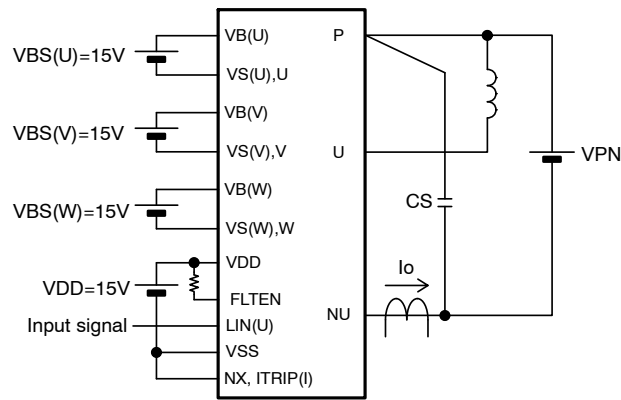 VB(U)
P
VBS(U)=15V
VS(U),U
VB(V)
VBS(V)=15V
VS(V),V
U
VPN
VB(W)
CS
VBS(W)=15V
VS(W),W
VDD
Io
VDD=15V
FLTEN
NU
Input signal
LIN(U)
VSS
NX, ITRIP(I)